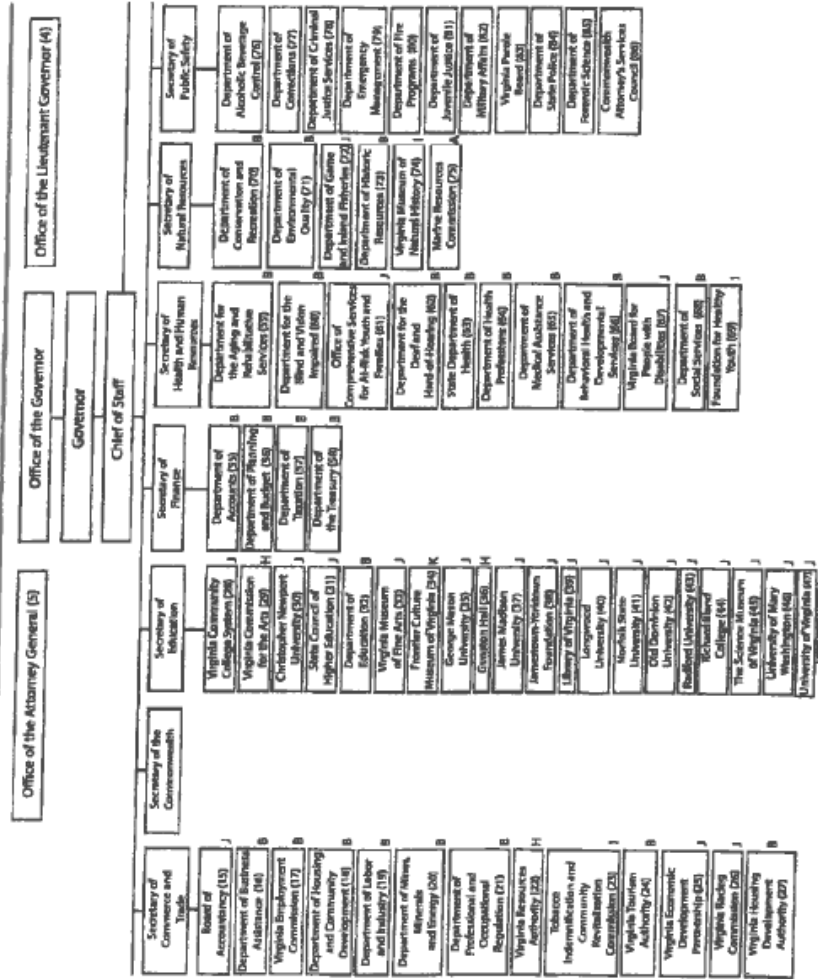 Office of the Attorney General (5)
Office of the Governor
Office of the Lieutenant Governor (4)
Governor
Chief of Staff
Secretary of
Commerce and
Trade
Board of
Accountancy (15)
J
Department of Business
Assistance (16)
B
Virginia Employment
Commission (17)
B
Department of Housing
and Community
Development (18)
B
Department of Labor
and Industry (19)
B
Department of Mines,
Minerals
and Energy (20)
B
Department of
Professional and
Occupational
Regulation (21)
B
Virginia Resources
Authority (22)
H
Tobacco
Indemnification and
Community
Revitalization
Commission (23)
Virginia Tourism
Authority (24)
B
Virginia Economic
Development
Partnership (25)
J
Virginia Racing
Commission (26)
J
Virginia Housing
Development
Authority (27)
B
Secretary of the
Commonwealth
Secretary of
Education
Virginia Community
College System (28)
J
Virginia Commission
for the Arts (29)
H
Christopher Newport
University (30)
J
State Council of
Higher Education (31)
J
Department of
Education (32)
B
Virginia Museum
of Fine Arts (33)
J
Frontier Culture
Museum of Virginia (34)
K
George Mason
University (35)
J
Gunston Hall (36)
H
James Madison
University (37)
J
Jamestown-Yorktown
Foundation (38)
J
Library of Virginia (39)
J
Longwood
University (40)
J
Norfolk State
University (41)
J
Old Dominion
University (42)
J
Radford University (43)
J
Richard Bland
College (44)
J
The Science Museum
of Virginia (45)
J
University of Mary
Washington (46)
J
University of Virginia (47)
J
Secretary of
Finance
Department of
Accounts (55)
B
Department of Planning
and Budget (56)
B
Department of
Taxation (57)
B
Department of
the Treasury (58)
B
Secretary of
Health and Human
Resources
Department for
the Aging and
Rehabilitative
Services (59)
B
Department for the
Blind and Vision
Impaired (60)
B
Office of
Comprehensive Services
for At-Risk Youth and
Families (61)
J
Department for the
Deaf and
Hard-of-Hearing (62)
B
State Department of
Health (63)
B
Department of Health
Professions (64)
B
Department of
Medical Assistance
Services (65)
B
Department of
Behavioral Health and
Developmental
Services (66)
B
Virginia Board for
People with
Disabilities (67)
J
Department of
Social Services (68)
B
Foundation for Healthy
Youth (69)
I
Secretary of
Natural Resources
Department of
Conservation and
Recreation (70)
B
Department of
Environmental
Quality (71)
B
Department of Game
and Inland Fisheries (72)
J
Department of Historic
Resources (73)
B
Virginia Museum of
Natural History (74)
I
Marine Resources
Commission (75)
A
Secretary of
Public Safety
Department of
Alcoholic Beverage
Control (76)
Department of
Corrections (77)
Department of Criminal
Justice Services (78)
Department of
Emergency
Management (79)
Department of Fire
Programs (80)
Department of
Juvenile Justice (81)
Department of
Military Affairs (82)
Virginia Parole
Board (83)
Department of
State Police (84)
Department of
Forensic Science (85)
Commonwealth
Attorney's Services
Council (86)